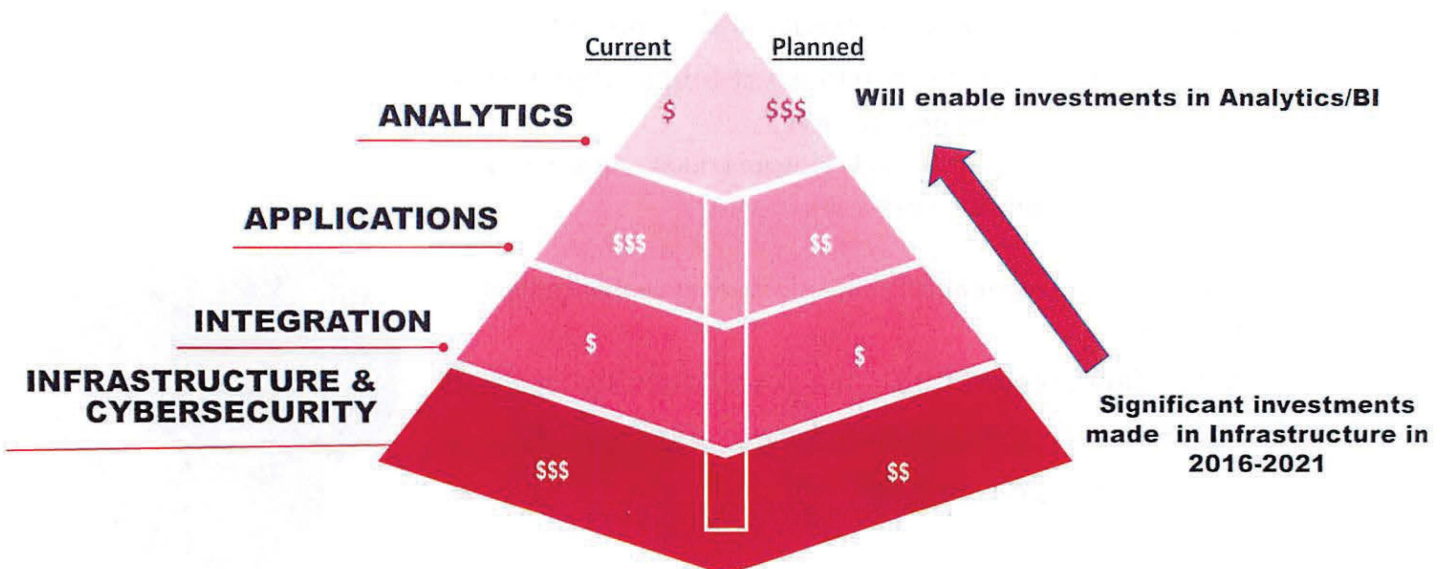 Current Planned
ANALYTICS $ $$$ Will enable investments in Analytics/BI
APPLICATIONS $$$ $$
INTEGRATION $ $
INFRASTRUCTURE &
CYBERSECURITY
$$$ $$
Significant investments
made in Infrastructure in
2016-2021